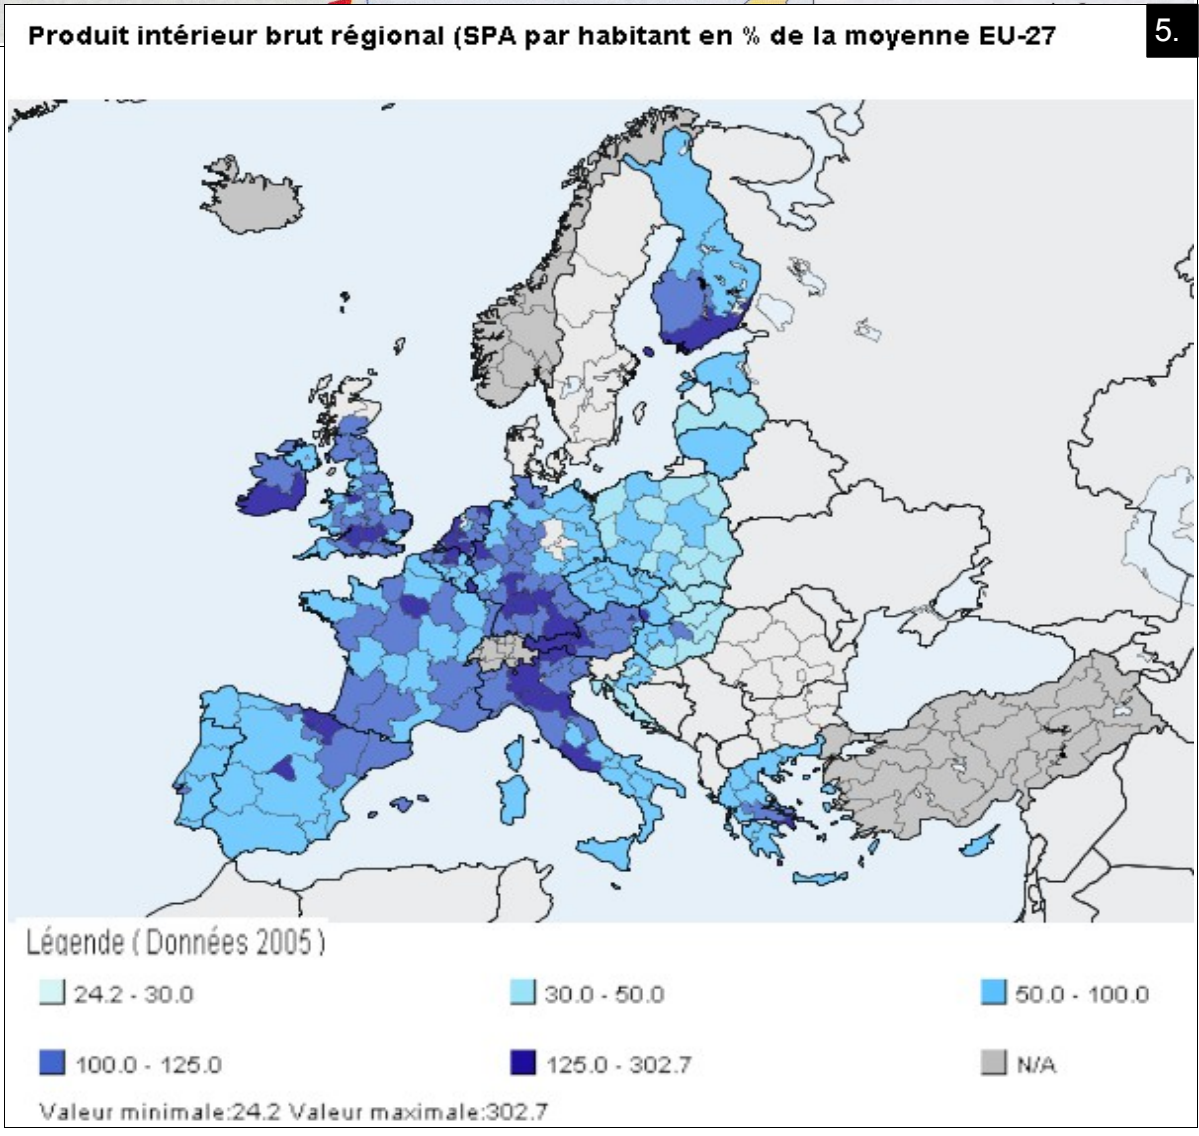 Produit intérieur brut régional (SPA par habitant en % de la moyenne EU-27
5.
Légende ( Données 2005 )
24.2 - 30.0
30.0 - 50.0
50.0 - 100.0
100.0 - 125.0
125.0 - 302.7
N/A
Valeur minimale:24.2 Valeur maximale:302.7